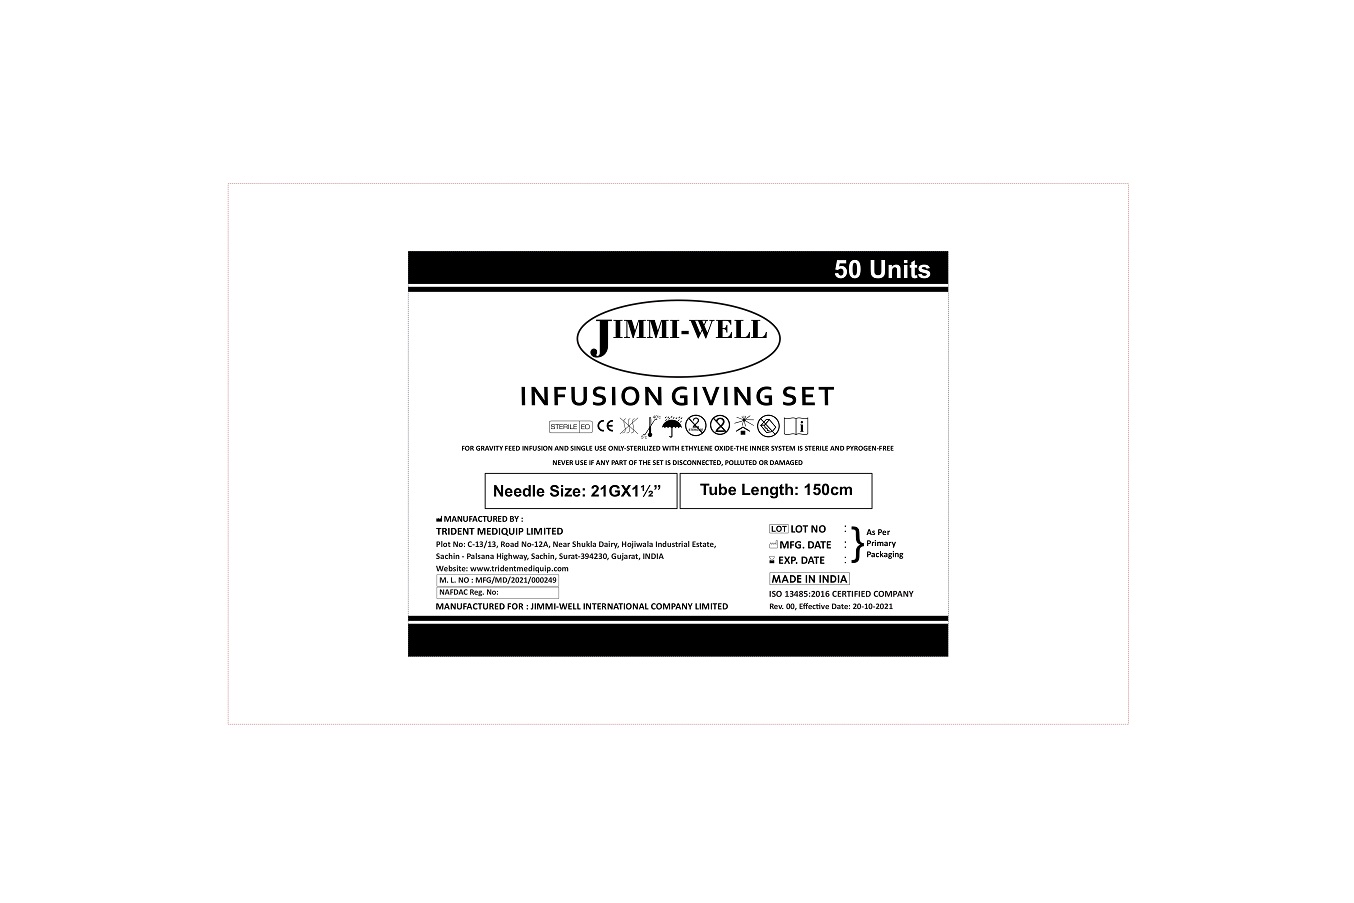 50 Units
JIMMI-WELL
INFUSION GIVING SET
STERILE EO CE 2 2 i
FOR GRAVITY FEED INFUSION AND SINGLE USE ONLY-STERILIZED WITH ETHYLENE OXIDE-THE INNER SYSTEM IS STERILE AND PYROGEN-FREE
NEVER USE IF ANY PART OF THE SET IS DISCONNECTED, POLLUTED OR DAMAGED
Needle Size: 21GX1½” Tube Length: 150cm
MANUFACTURED BY :
TRIDENT MEDIQUIP LIMITED
Plot No: C-13/13, Road No-12A, Near Shukla Dairy, Hojiwala Industrial Estate,
Sachin - Palsana Highway, Sachin, Surat-394230, Gujarat, INDIA
Website: www.tridentmediquip.com
M. L. NO : MFG/MD/2021/000249
NAFDAC Reg. No:
MANUFACTURED FOR : JIMMI-WELL INTERNATIONAL COMPANY LIMITED
LOT LOT NO :
MFG. DATE :
EXP. DATE :
} As Per
Primary
Packaging
MADE IN INDIA
ISO 13485:2016 CERTIFIED COMPANY
Rev. 00, Effective Date: 20-10-2021